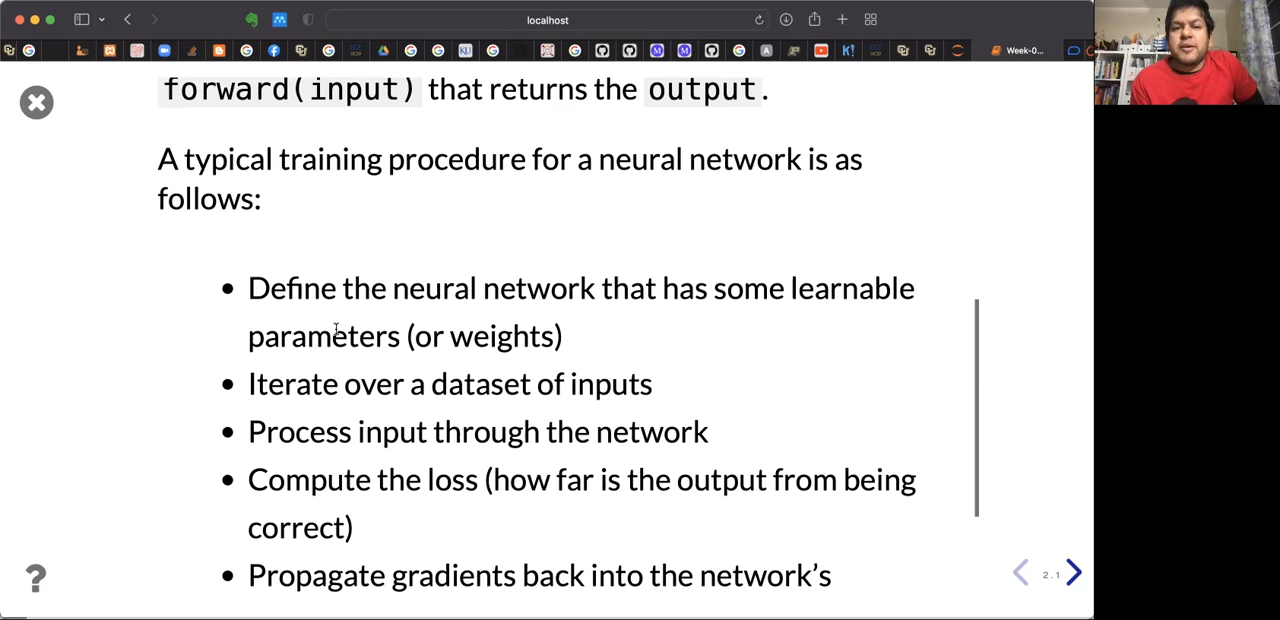 localhost
Week-0...
forward(input) that returns the output.
A typical training procedure for a neural network is as
follows:
• Define the neural network that has some learnable
parameters (or weights)
• Iterate over a dataset of inputs
• Process input through the network
• Compute the loss (how far is the output from being
correct)
• Propagate gradients back into the network’s
?
2.1